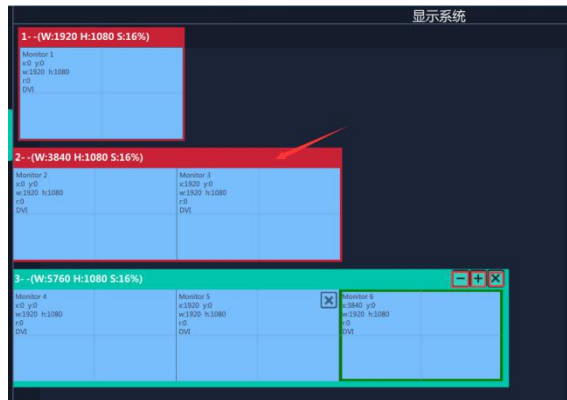 显示系统
1- -(W:1920 H:1080 S:16%)
Monitor 1
x:0 y:0
w:1920 h:1080
r:0
DVI
2- -(W:3840 H:1080 S:16%)
Monitor 2
x:0 y:0
w:1920 h:1080
r:0
DVI
Monitor 3
x:1920 y:0
w:1920 h:1080
r:0
DVI
3- -(W:5760 H:1080 S:16%)
Monitor 4
x:0 y:0
w:1920 h:1080
r:0
DVI
Monitor 5
x:1920 y:0
w:1920 h:1080
r:0
DVI
Monitor 6
x:3840 y:0
w:1920 h:1080
r:0
DVI